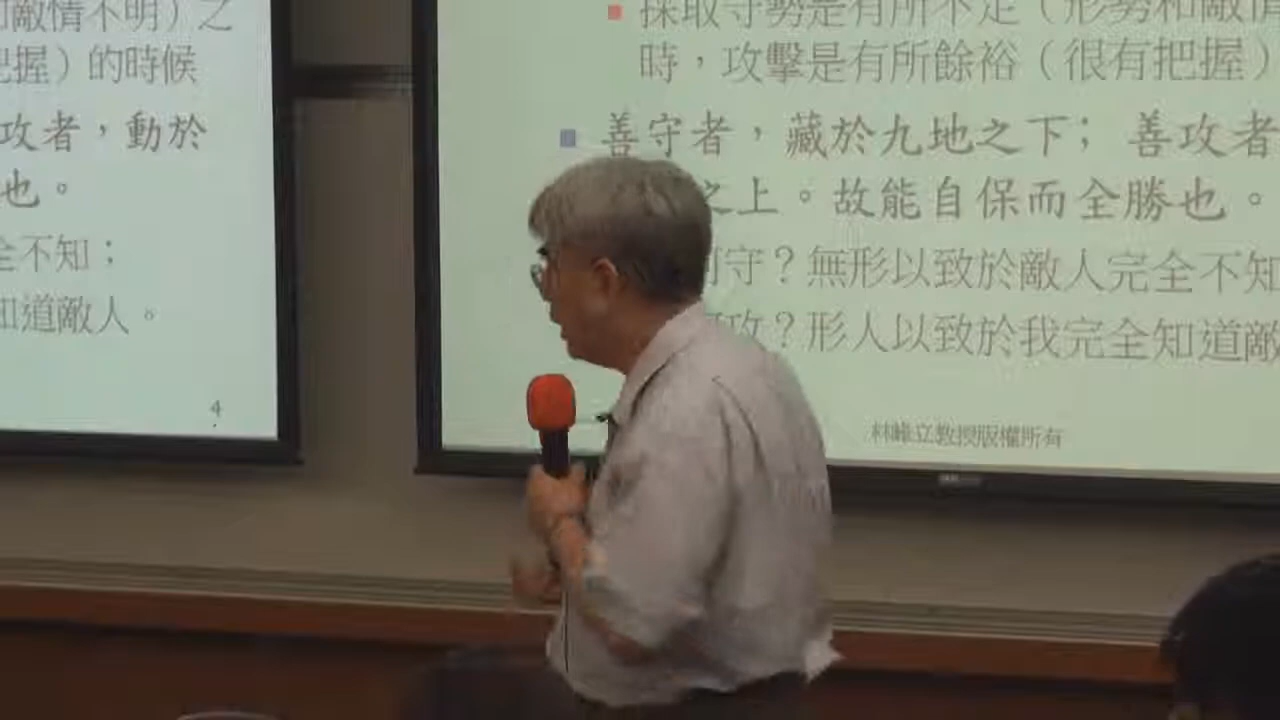 敵情不明）之
把握）的時候
攻者，動於
也。
全不知；
知道敵人。
4
採取守勢是有所不足（形勢和敵情
時，攻擊是有所餘裕（很有把握）
善守者，藏於九地之下；善攻者
之上。故能自保而全勝也。
何守？無形以致於敵人完全不知
攻？形人以致於我完全知道敵
林維立教授版權所有